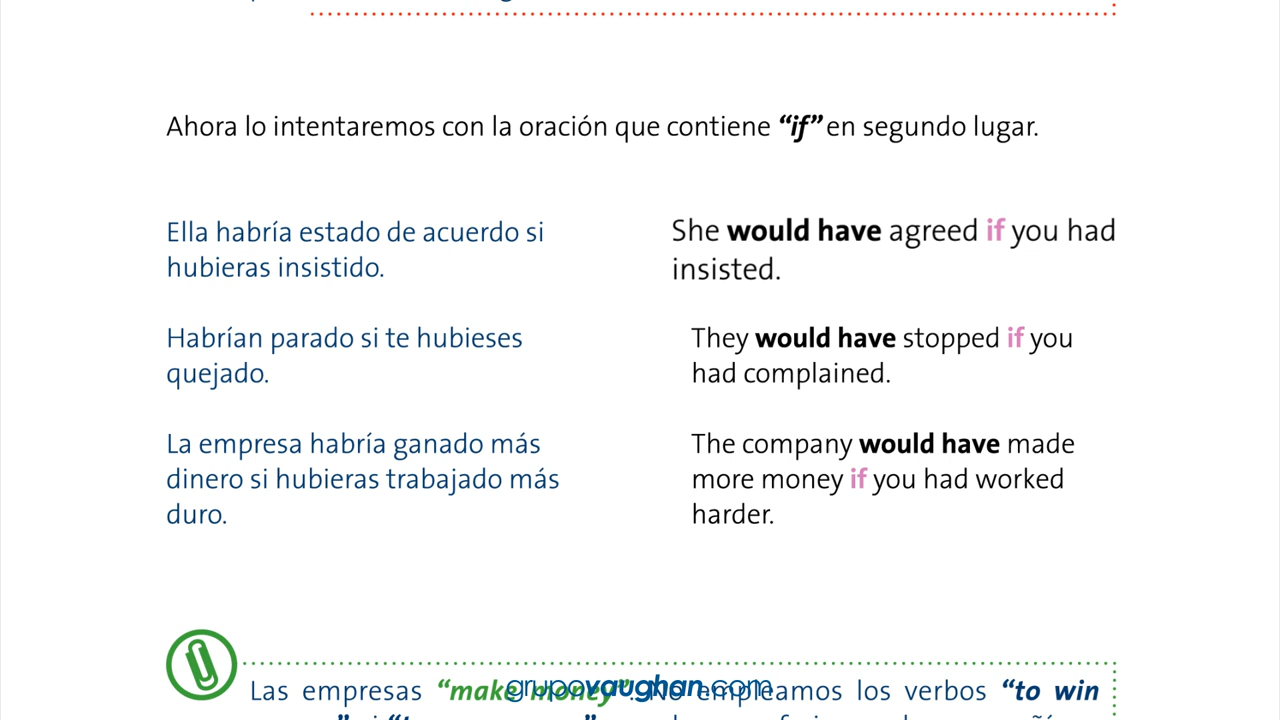 Ahora lo intentaremos con la oración que contiene “if” en segundo lugar.
Ella habría estado de acuerdo si
hubieras insistido.
She would have agreed if you had
insisted.
Habrían parado si te hubieses
quejado.
They would have stopped if you
had complained.
La empresa habría ganado más
dinero si hubieras trabajado más
duro.
The company would have made
more money if you had worked
harder.
Las empresas “make money”. No empleamos los verbos “to win
grupovaughan.com